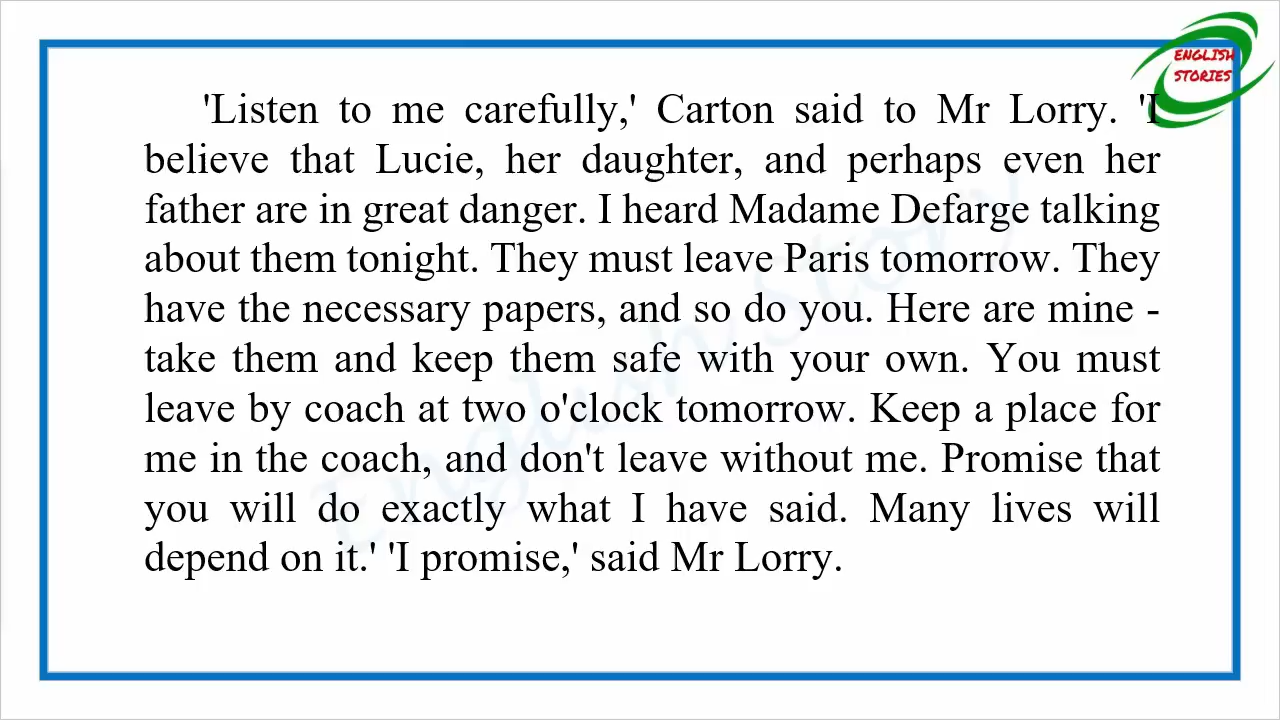 ENGLISH
STORIES
'Listen to me carefully,' Carton said to Mr Lorry. 'I
believe that Lucie, her daughter, and perhaps even her
father are in great danger. I heard Madame Defarge talking
about them tonight. They must leave Paris tomorrow. They
have the necessary papers, and so do you. Here are mine -
take them and keep them safe with your own. You must
leave by coach at two o'clock tomorrow. Keep a place for
me in the coach, and don't leave without me. Promise that
you will do exactly what I have said. Many lives will
depend on it.' 'I promise,' said Mr Lorry.
English Story